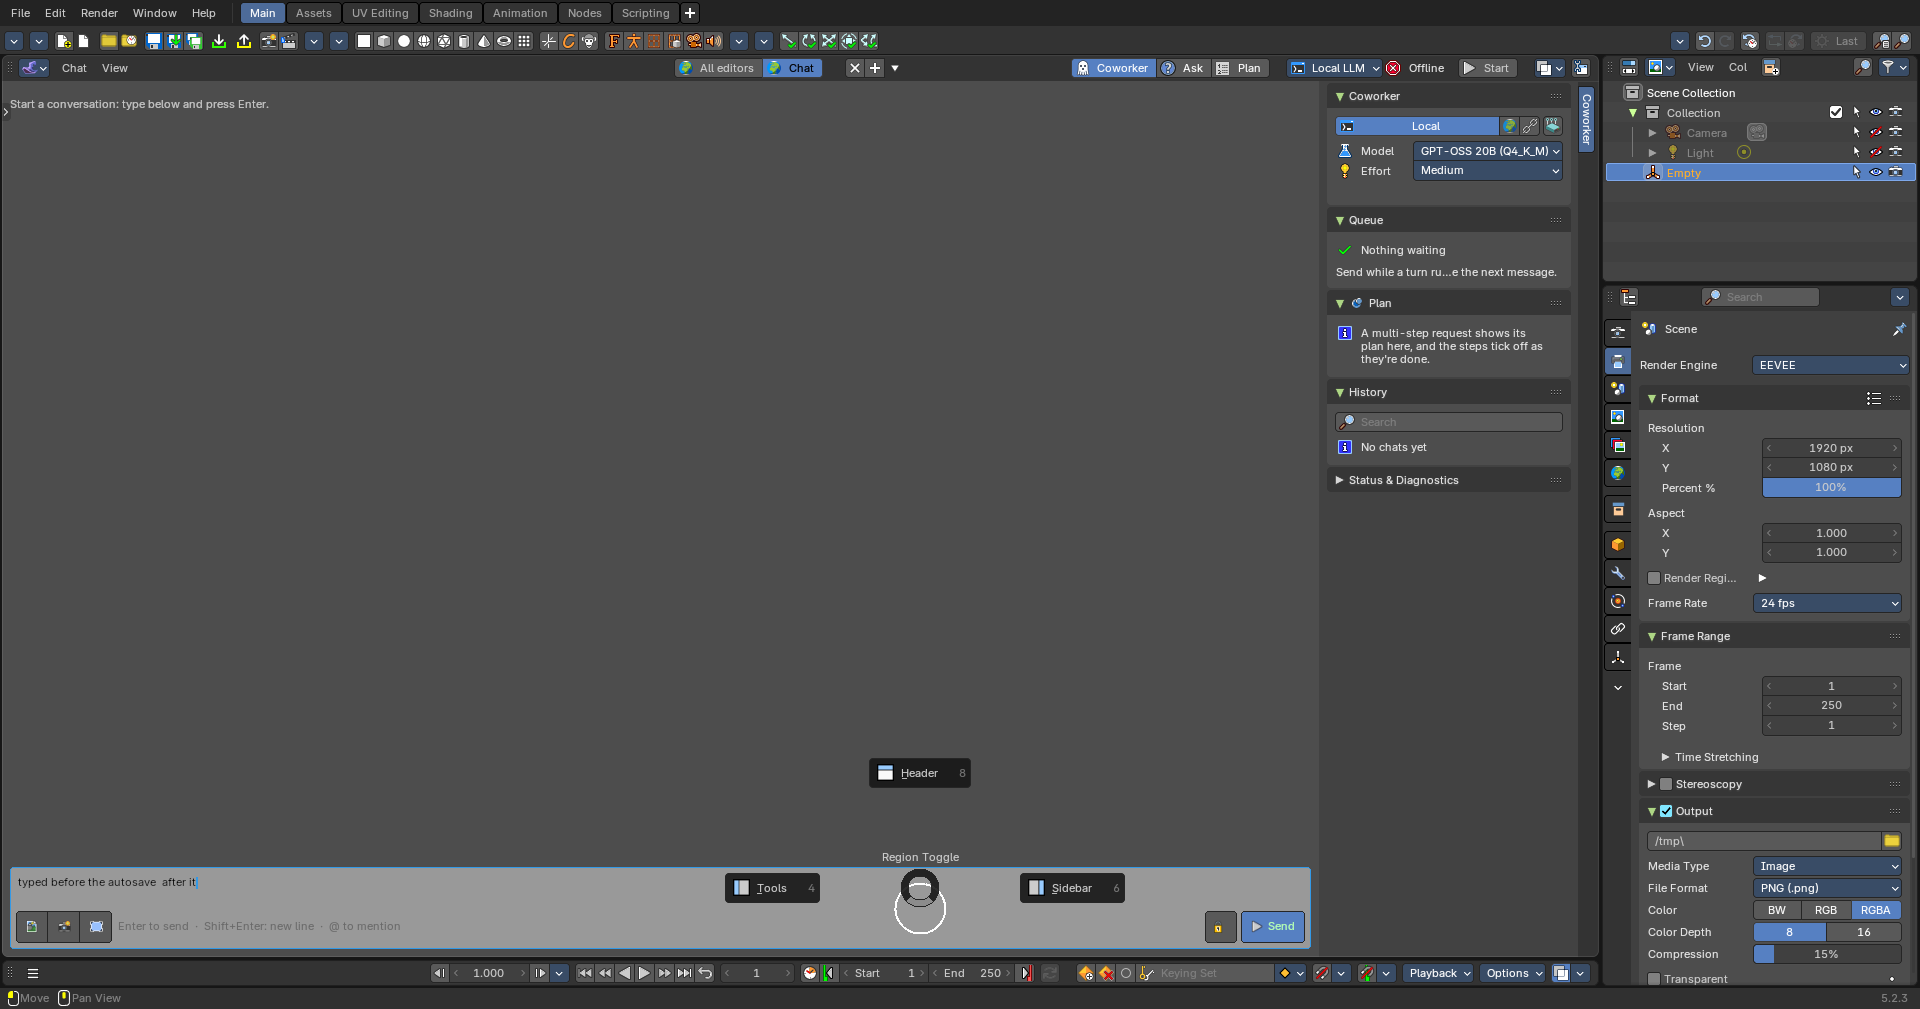 File Edit Render Window Help Main Assets UV Editing Shading Animation Nodes Scripting
Last
Chat View All editors Chat Coworker Ask Plan Local LLM Offline Start
View Col
Start a conversation: type below and press Enter.
Coworker
Local
Model GPT-OSS 20B (Q4_K_M)
Effort Medium
Queue
Nothing waiting
Send while a turn ru...e the next message.
Plan
A multi-step request shows its
plan here, and the steps tick off as
they're done.
History
Search
No chats yet
Status & Diagnostics
Coworker
Scene Collection
Collection
Camera
Light
Empty
Search
Scene
Render Engine EEVEE
Format
Resolution
X 1920 px
Y 1080 px
Percent % 100%
Aspect
X 1.000
Y 1.000
Render Regi...
Frame Rate 24 fps
Frame Range
Frame
Start 1
End 250
Step 1
Time Stretching
Stereoscopy
Output
/tmp\
Media Type Image
File Format PNG (.png)
Color BW RGB RGBA
Color Depth 8 16
Compression 15%
Transparent
Header 8
Region Toggle
Tools 4
Sidebar 6
typed before the autosave  after it
Enter to send · Shift+Enter: new line · @ to mention
Send
1.000 1 Start 1 End 250 Keying Set Playback Options
Move Pan View 5.2.3